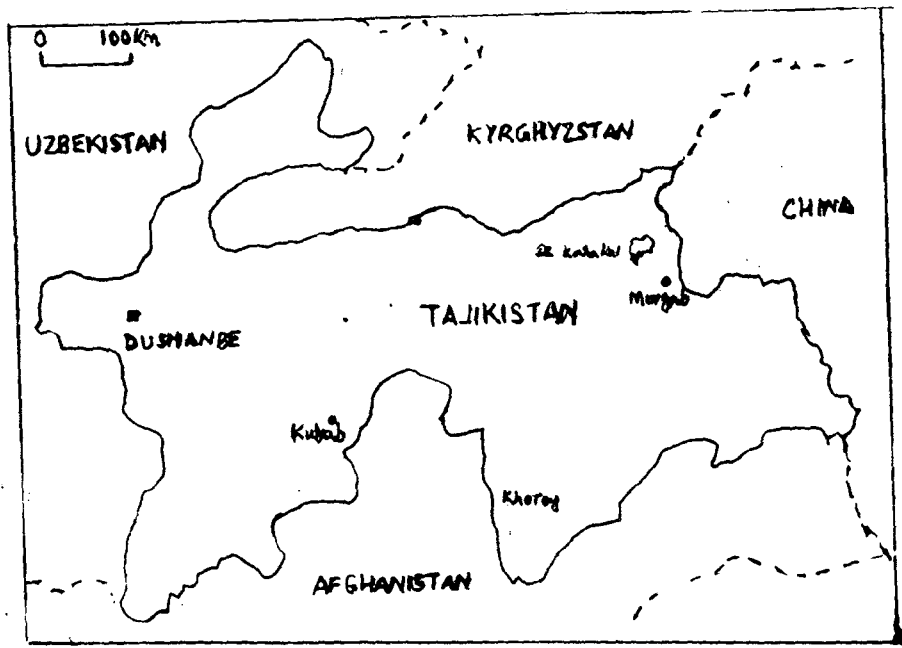 0 100Km
UZBEKISTAN
KYRGHYZSTAN
CHINA
Murgab
TAJIKISTAN
DUSHANBE
Kulyab
Khorog
AFGHANISTAN